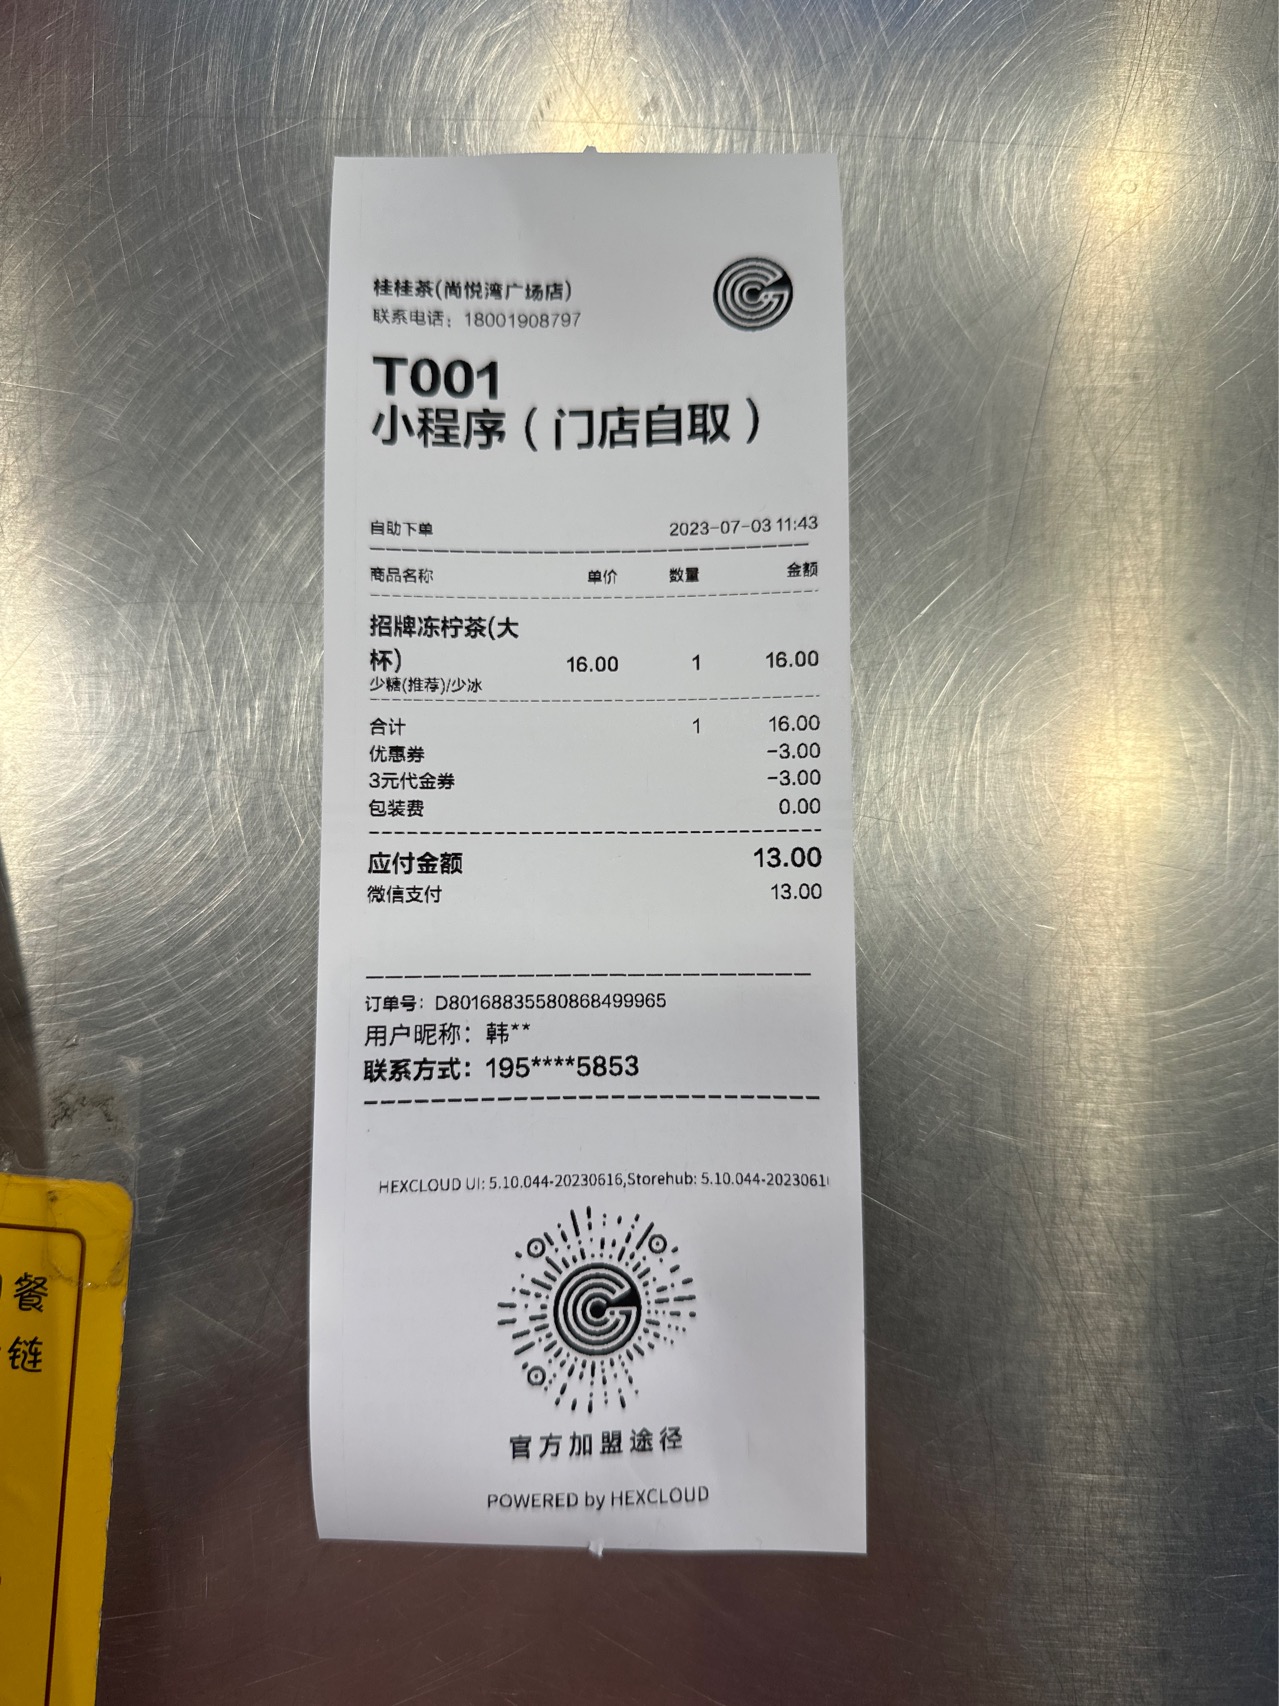 桂桂茶(尚悦湾广场店)
联系电话：18001908797
T001
小程序（门店自取）
自助下单 2023-07-03 11:43
商品名称 单价 数量 金额
招牌冻柠茶(大
杯) 16.00 1 16.00
少糖(推荐)/少冰
合计 1 16.00
优惠券 -3.00
3元代金券 -3.00
包装费 0.00
应付金额 13.00
微信支付 13.00
订单号：D80168835580868499965
用户昵称：韩**
联系方式：195****5853
HEXCLOUD UI: 5.10.044-20230616,Storehub: 5.10.044-2023061
官方加盟途径
POWERED by HEXCLOUD
餐
链